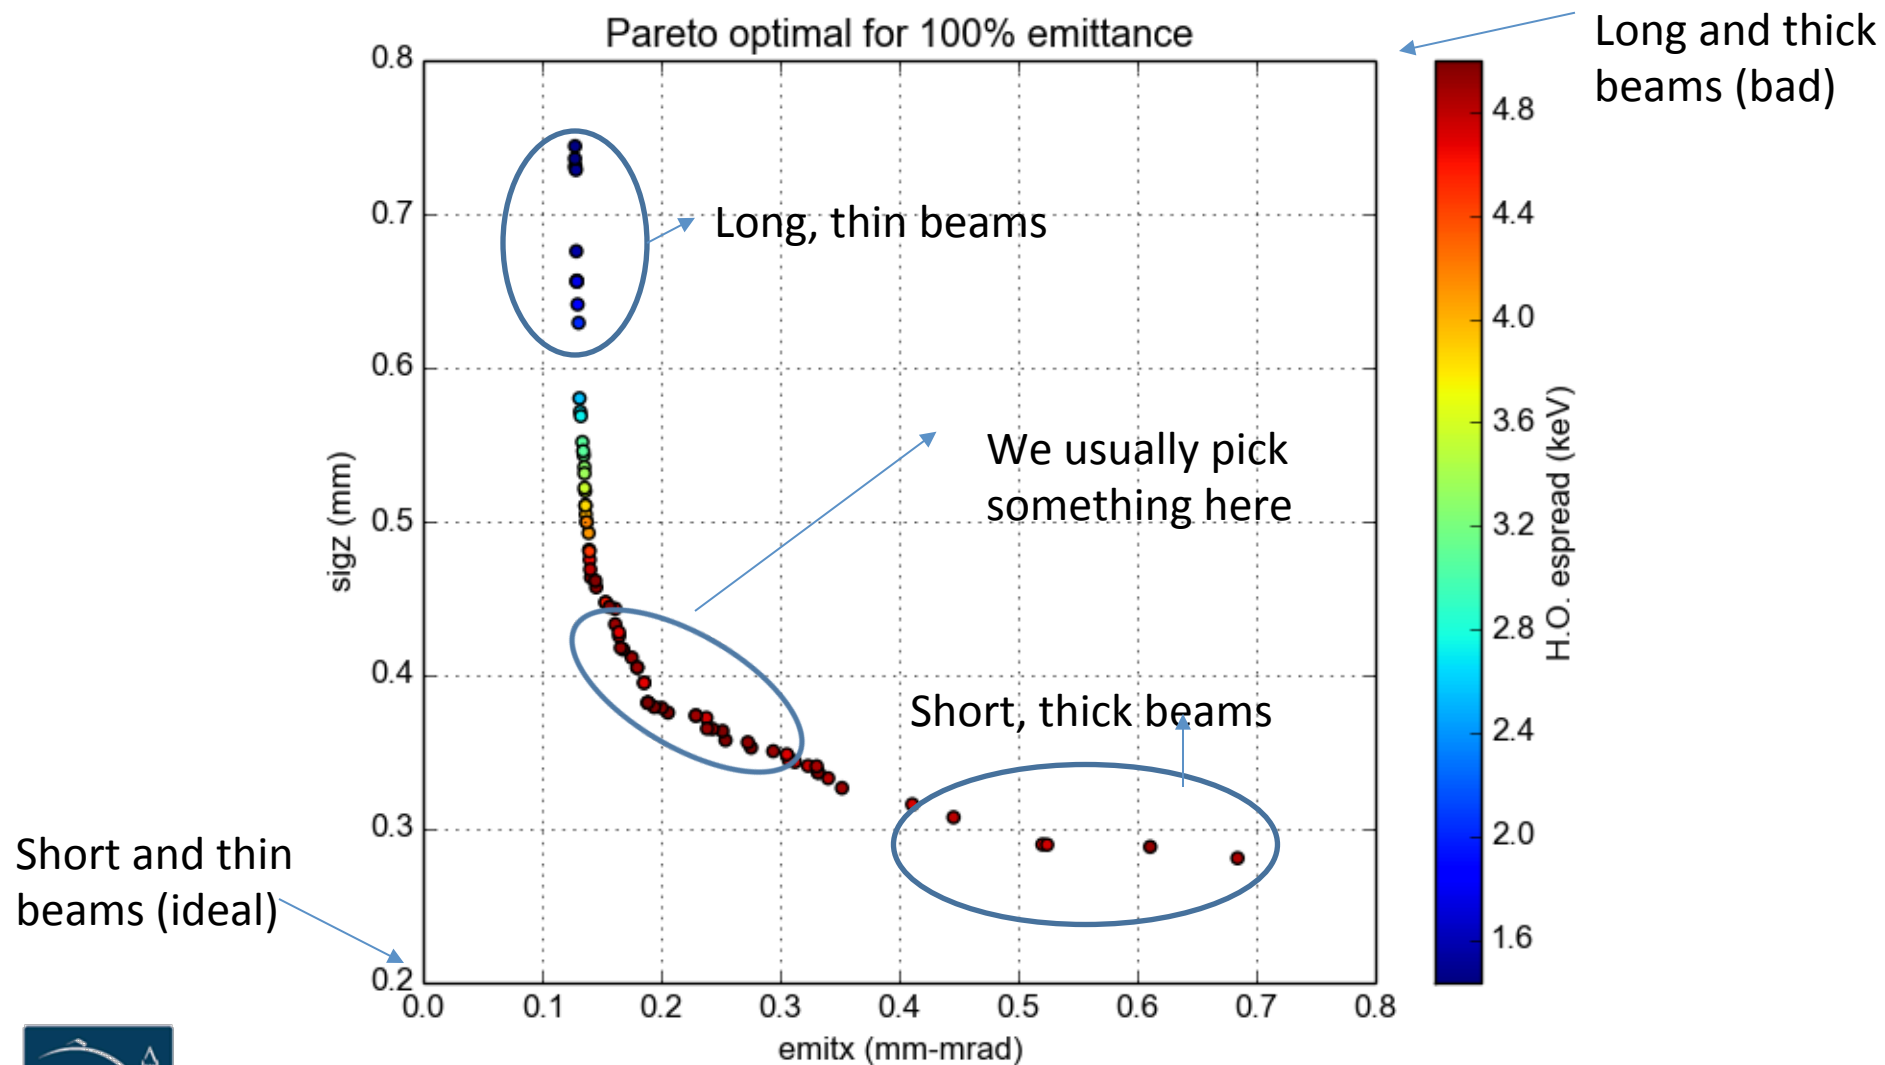 Pareto optimal for 100% emittance
Long and thick
beams (bad)
0.8
0.7
0.6
0.5
0.4
0.3
0.2
sigz (mm)
Long, thin beams
We usually pick
something here
Short, thick beams
Short and thin
beams (ideal)
0.0 0.1 0.2 0.3 0.4 0.5 0.6 0.7 0.8
emitx (mm-mrad)
4.8
4.4
4.0
3.6
3.2
2.8
2.4
2.0
1.6
H.O. espread (keV)